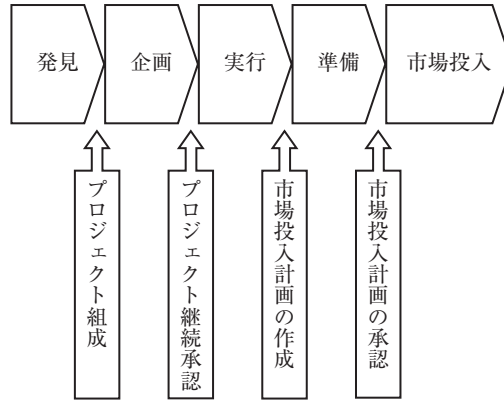 発見
企画
実行
準備
市場投入
プロジェクト組成
プロジェクト継続承認
市場投入計画の作成
市場投入計画の承認